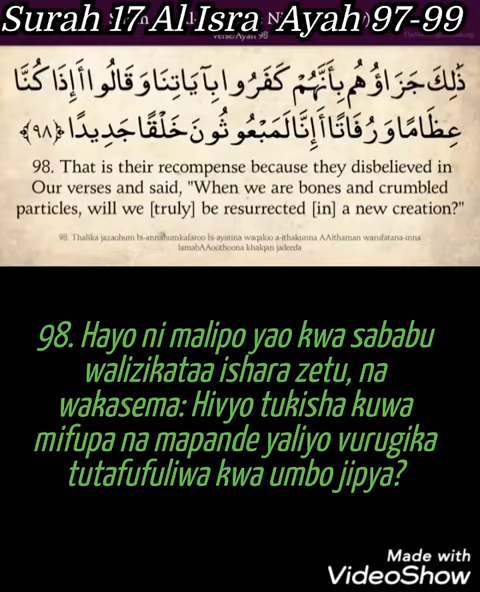 Surah 17 Al Isra Ayah 97-99
Verse/Ayah 98
ذَٰلِكَ جَزَاؤُهُم بِأَنَّهُمْ كَفَرُوا بِآيَاتِنَا وَقَالُوا أَإِذَا كُنَّا
عِظَامًا وَرُفَاتًا أَإِنَّا لَمَبْعُوثُونَ خَلْقًا جَدِيدًا ﴿٩٨﴾
98. That is their recompense because they disbelieved in
Our verses and said, "When we are bones and crumbled
particles, will we [truly] be resurrected [in] a new creation?"
98. Thalika jazaohum bi-annahumkafaroo bi-ayatina waqaloo a-ithakunna AAithaman warufatana-inna
lamabAAoothoona khalqan jadeeda
98. Hayo ni malipo yao kwa sababu
walizikataa ishara zetu, na
wakasema: Hivyo tukisha kuwa
mifupa na mapande yaliyo vurugika
tutafufuliwa kwa umbo jipya?
Made with
VideoShow